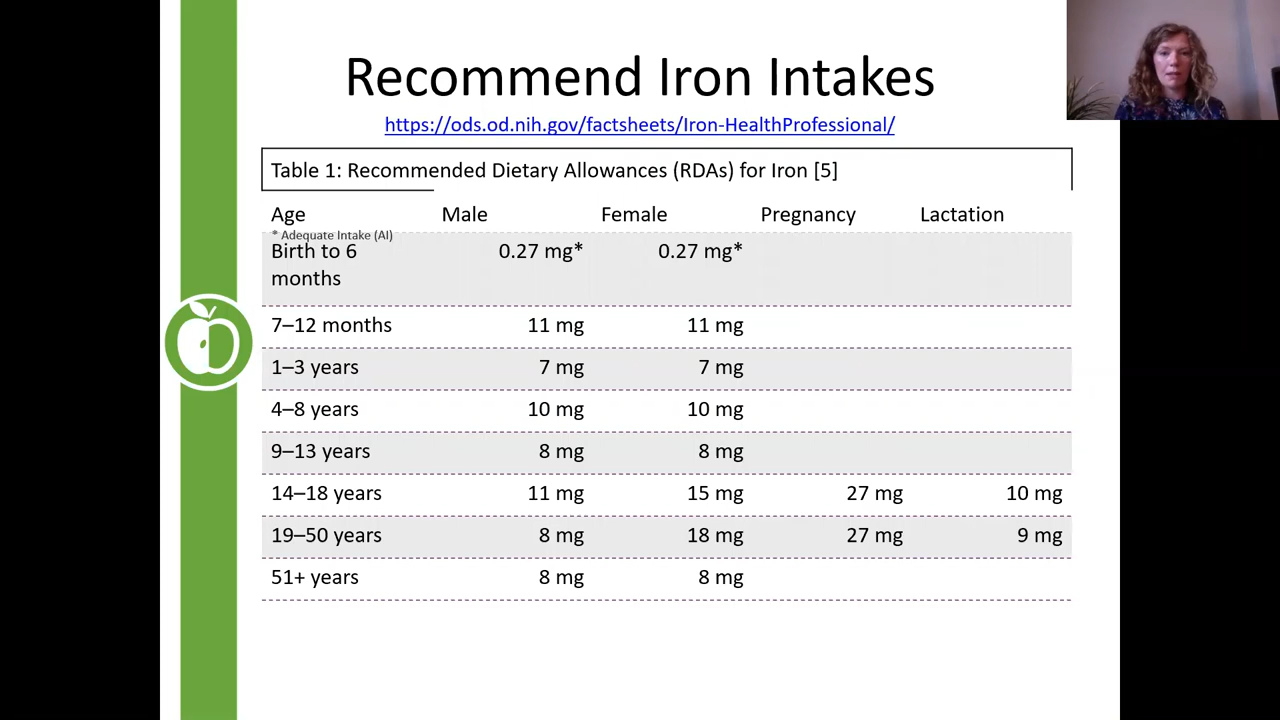 Recommend Iron Intakes
https://ods.od.nih.gov/factsheets/Iron-HealthProfessional/
Table 1: Recommended Dietary Allowances (RDAs) for Iron [5]
Age Male Female Pregnancy Lactation
* Adequate Intake (AI)
Birth to 6 months 0.27 mg* 0.27 mg*
7–12 months 11 mg 11 mg
1–3 years 7 mg 7 mg
4–8 years 10 mg 10 mg
9–13 years 8 mg 8 mg
14–18 years 11 mg 15 mg 27 mg 10 mg
19–50 years 8 mg 18 mg 27 mg 9 mg
51+ years 8 mg 8 mg